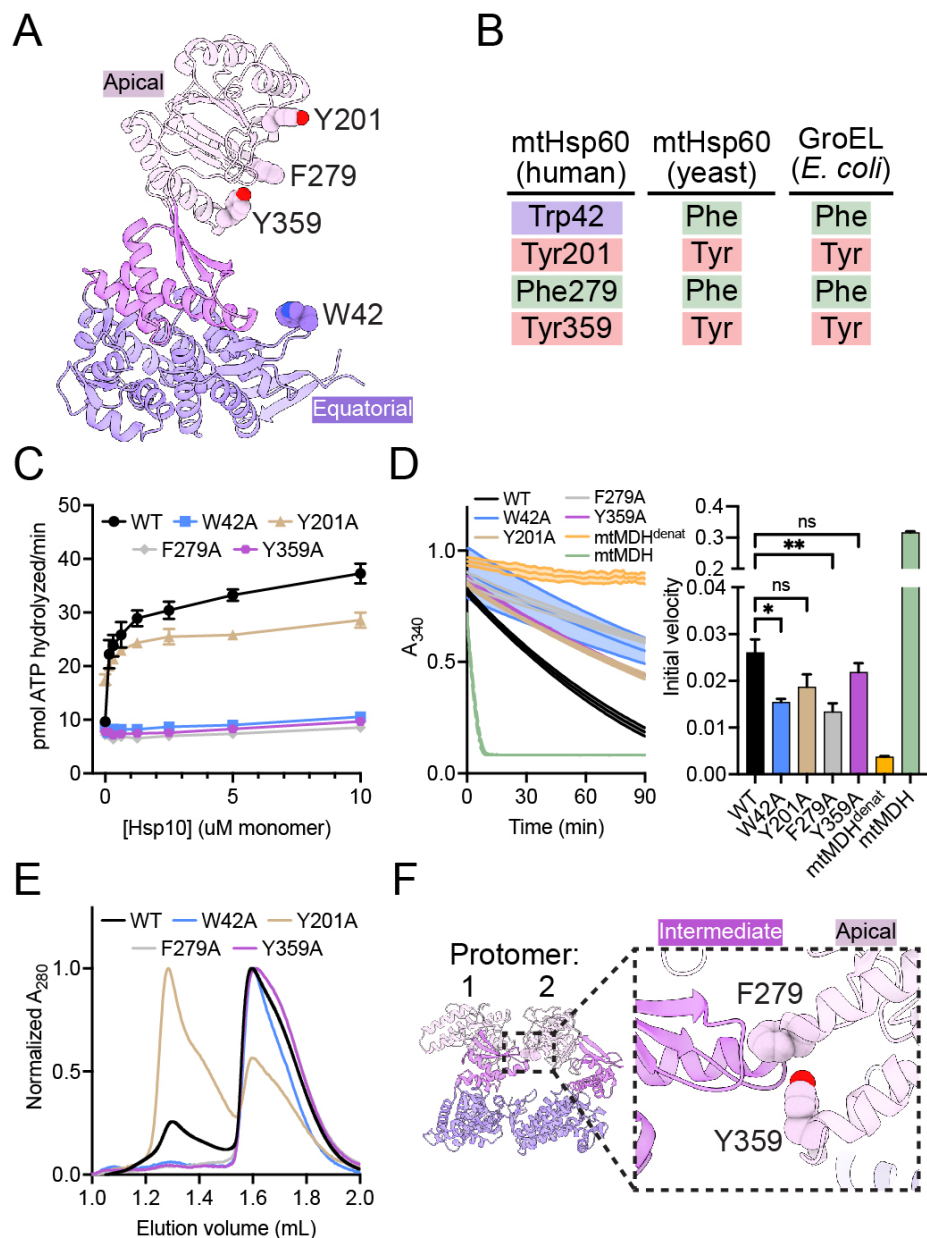 A
Apical
Y201
F279
Y359
W42
Equatorial
B
mtHsp60 (human)
mtHsp60 (yeast)
GroEL (E. coli)
Trp42 Phe Phe
Tyr201 Tyr Tyr
Phe279 Phe Phe
Tyr359 Tyr Tyr
C
WT W42A Y201A
F279A Y359A
pmol ATP hydrolyzed/min
50
40
30
20
10
0
0 5 10
[Hsp10] (uM monomer)
D
WT
W42A
Y201A
F279A
Y359A
mtMDHdenat
mtMDH
A340
1.0
0.5
0.0
0 30 60 90
Time (min)
Initial velocity
0.4
0.3
0.2
0.04
0.03
0.02
0.01
0.00
ns
**
ns
*
WT
W42A
Y201A
F279A
Y359A
mtMDHdenat
mtMDH
E
WT W42A Y201A
F279A Y359A
Normalized A280
1.0
0.5
0.0
1.0 1.2 1.4 1.6 1.8 2.0
Elution volume (mL)
F
Protomer:
1 2
Intermediate
Apical
F279
Y359